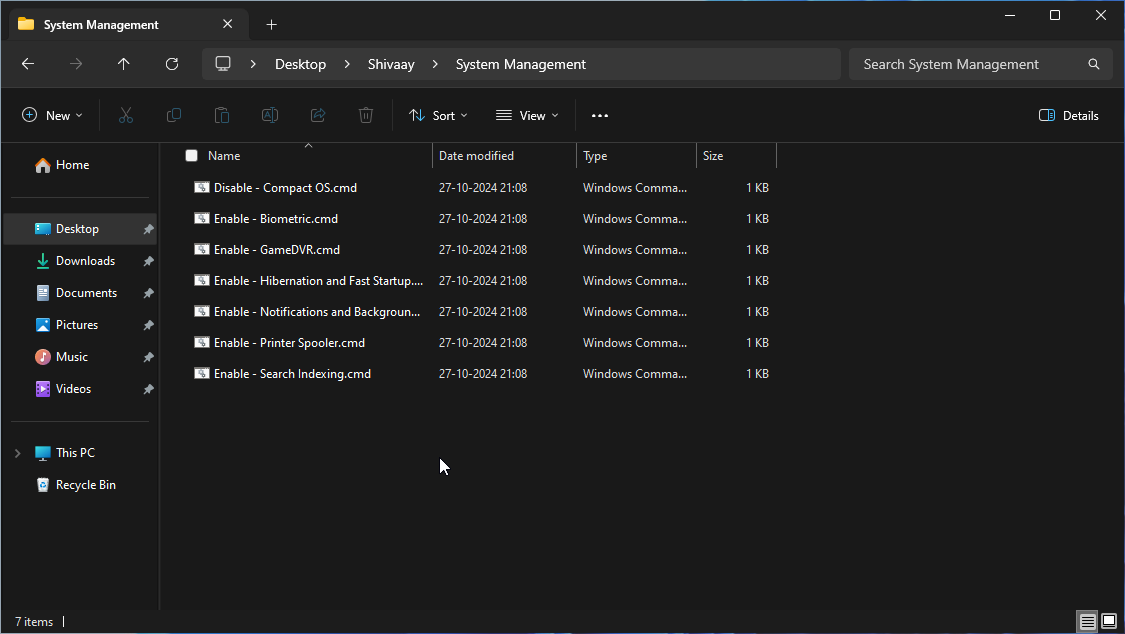 System Management
Desktop Shivaay System Management
Search System Management
New Sort View Details
Home
Desktop
Downloads
Documents
Pictures
Music
Videos
This PC
Recycle Bin
Name Date modified Type Size
Disable - Compact OS.cmd 27-10-2024 21:08 Windows Comma... 1 KB
Enable - Biometric.cmd 27-10-2024 21:08 Windows Comma... 1 KB
Enable - GameDVR.cmd 27-10-2024 21:08 Windows Comma... 1 KB
Enable - Hibernation and Fast Startup.... 27-10-2024 21:08 Windows Comma... 1 KB
Enable - Notifications and Backgroun... 27-10-2024 21:08 Windows Comma... 1 KB
Enable - Printer Spooler.cmd 27-10-2024 21:08 Windows Comma... 1 KB
Enable - Search Indexing.cmd 27-10-2024 21:08 Windows Comma... 1 KB
7 items